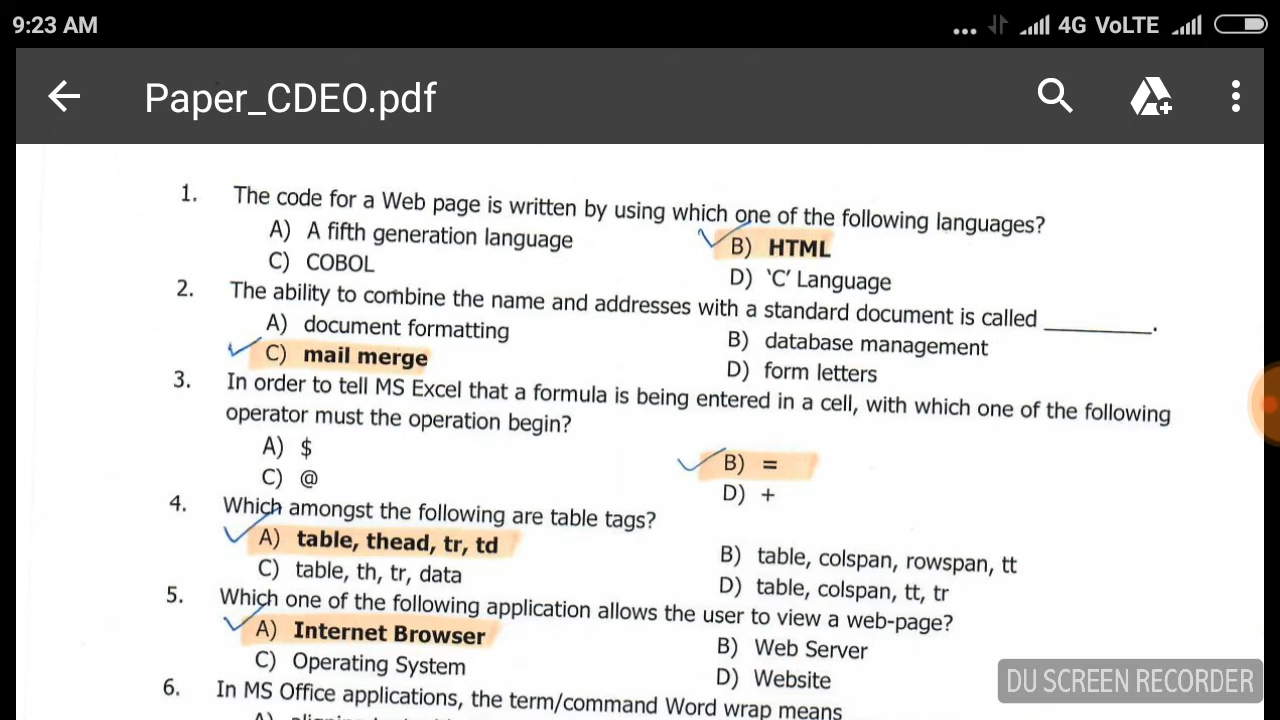 9:23 AM
... 4G VoLTE
Paper_CDEO.pdf
1. The code for a Web page is written by using which one of the following languages?
A) A fifth generation language B) HTML
C) COBOL D) ‘C’ Language
2. The ability to combine the name and addresses with a standard document is called __________.
A) document formatting B) database management
C) mail merge D) form letters
3. In order to tell MS Excel that a formula is being entered in a cell, with which one of the following
operator must the operation begin?
A) $ B) =
C) @ D) +
4. Which amongst the following are table tags?
A) table, thead, tr, td B) table, colspan, rowspan, tt
C) table, th, tr, data D) table, colspan, tt, tr
5. Which one of the following application allows the user to view a web-page?
A) Internet Browser B) Web Server
C) Operating System D) Website
DU SCREEN RECORDER
6. In MS Office applications, the term/command Word wrap means
A)